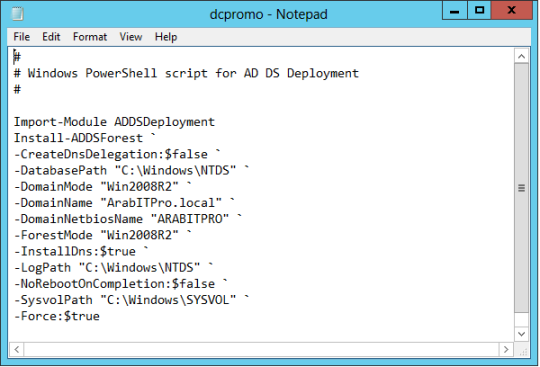 dcpromo - Notepad
File Edit Format View Help
#
# Windows PowerShell script for AD DS Deployment
#
Import-Module ADDSDeployment
Install-ADDSForest `
-CreateDnsDelegation:$false `
-DatabasePath "C:\Windows\NTDS" `
-DomainMode "Win2008R2" `
-DomainName "ArabITPro.local" `
-DomainNetbiosName "ARABITPRO" `
-ForestMode "Win2008R2" `
-InstallDns:$true `
-LogPath "C:\Windows\NTDS" `
-NoRebootOnCompletion:$false `
-SysvolPath "C:\Windows\SYSVOL" `
-Force:$true